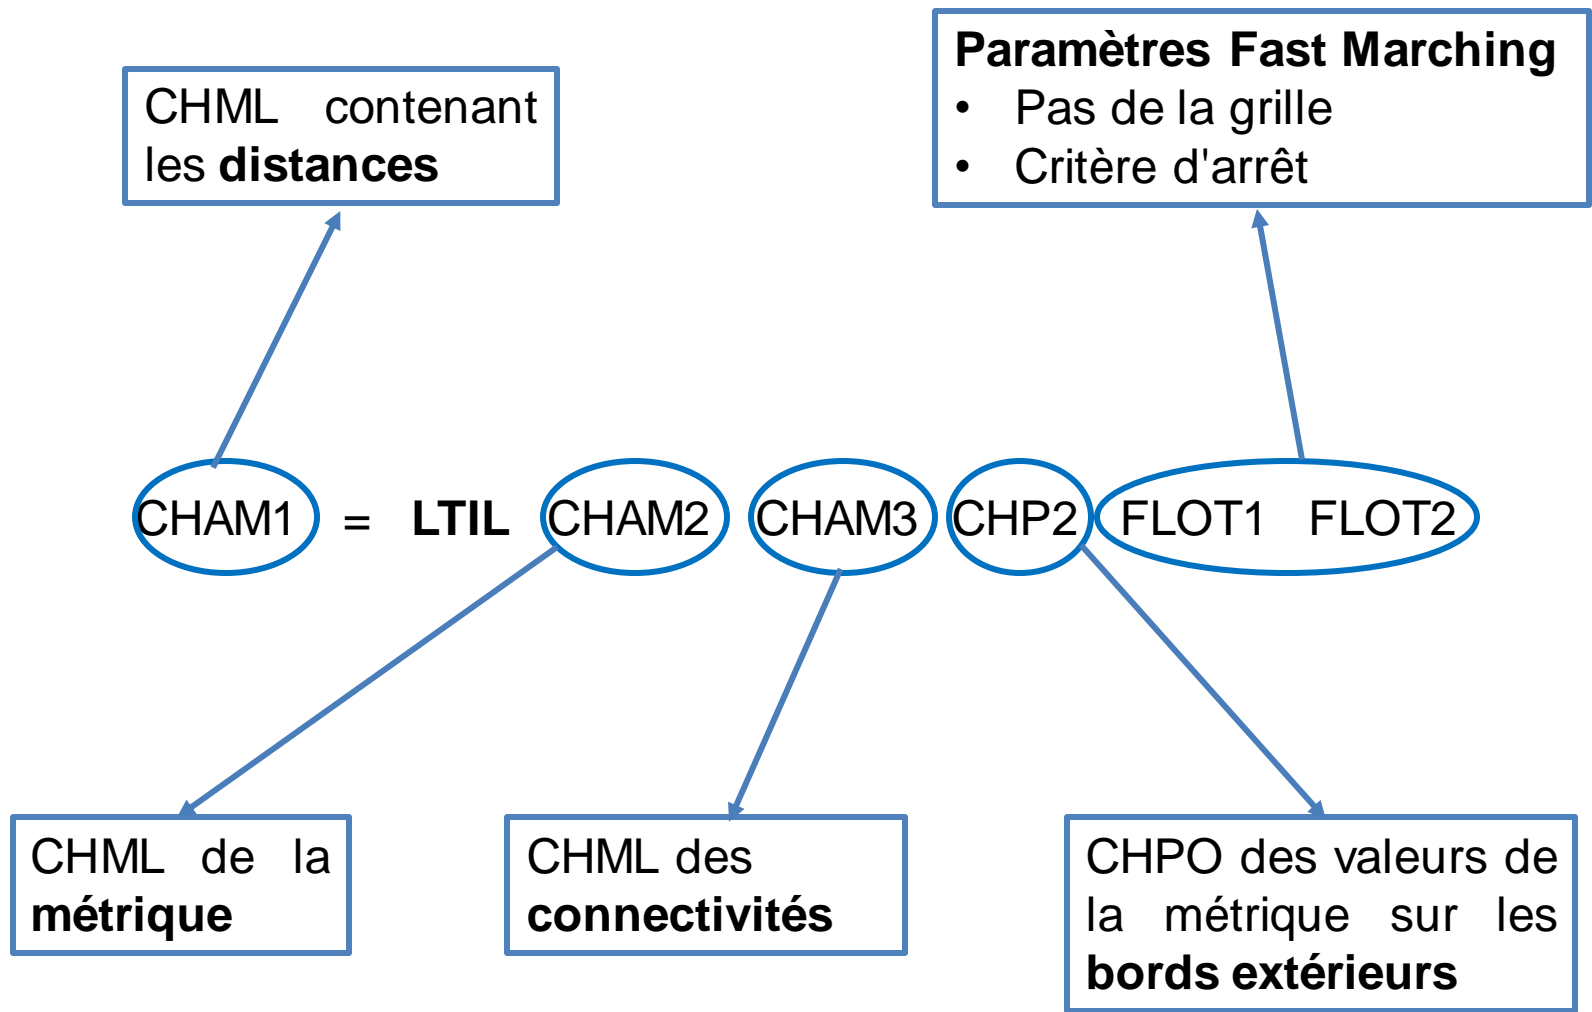 Paramètres Fast Marching
• Pas de la grille
• Critère d'arrêt
CHML contenant
les distances
CHAM1 = LTIL CHAM2 CHAM3 CHP2 FLOT1 FLOT2
CHML de la
métrique
CHML des
connectivités
CHPO des valeurs de
la métrique sur les
bords extérieurs